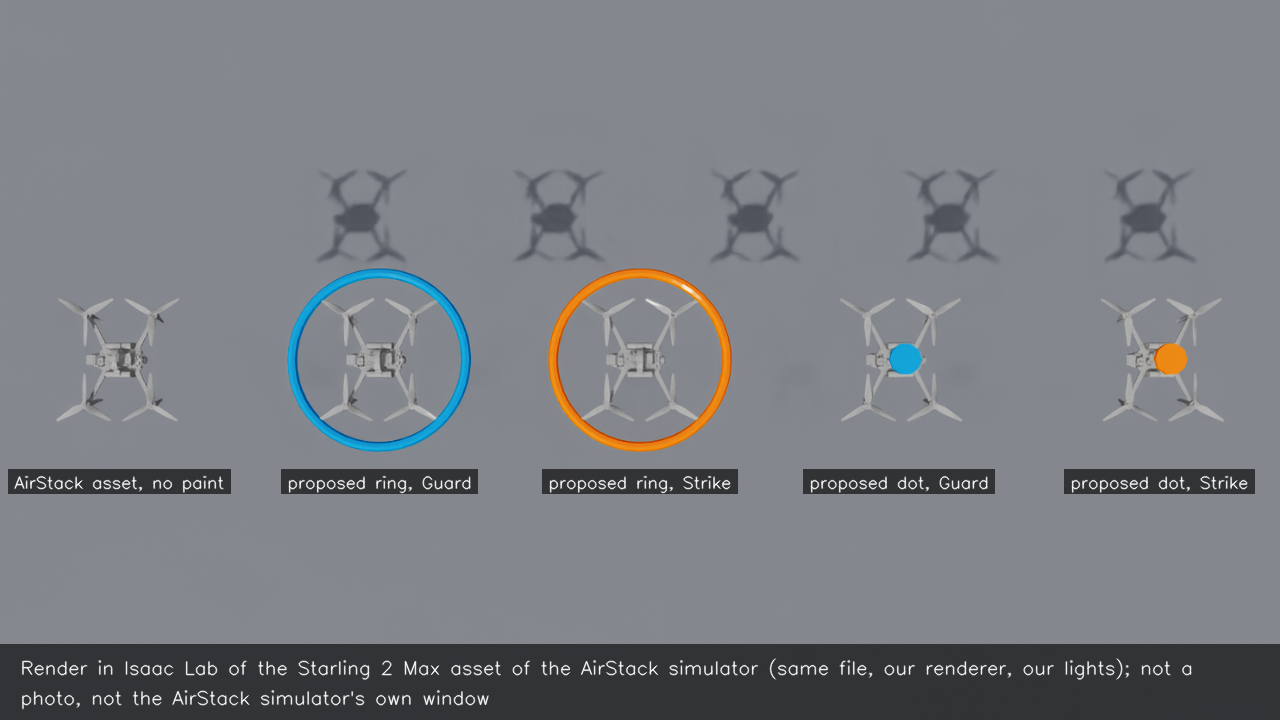 AirStack asset, no paint
proposed ring, Guard
proposed ring, Strike
proposed dot, Guard
proposed dot, Strike
Render in Isaac Lab of the Starling 2 Max asset of the AirStack simulator (same file, our renderer, our lights); not a
photo, not the AirStack simulator's own window